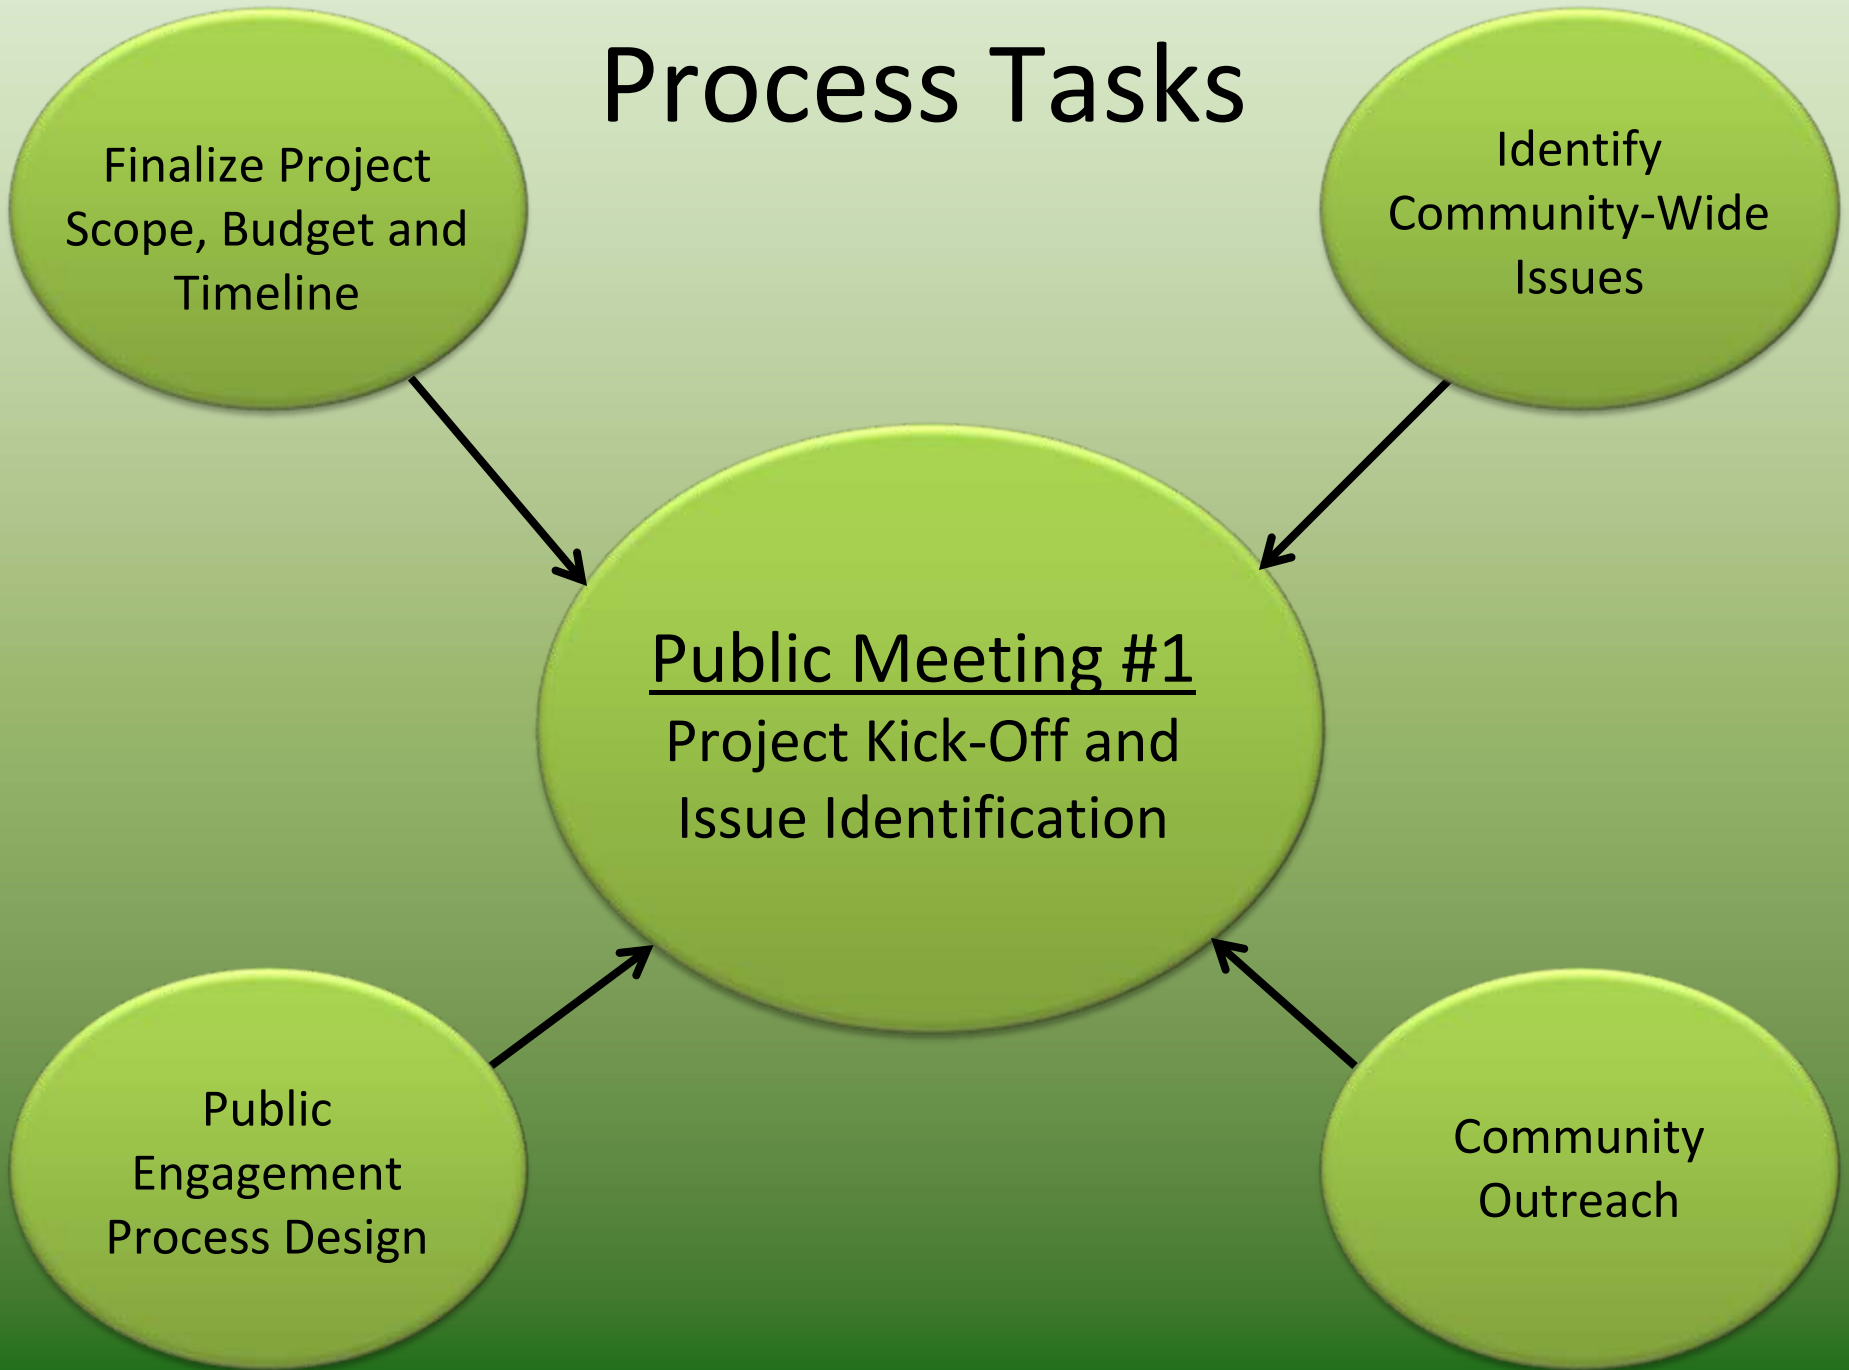 Process Tasks
Finalize Project
Scope, Budget and
Timeline
Identify
Community-Wide
Issues
Public Meeting #1
Project Kick-Off and
Issue Identification
Public
Engagement
Process Design
Community
Outreach